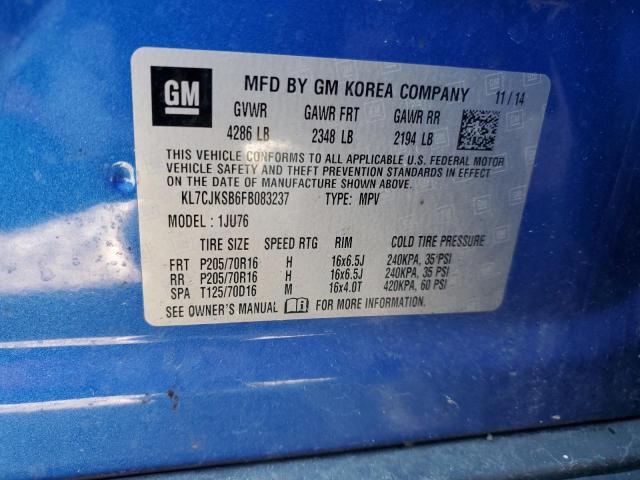 GM
MFD BY GM KOREA COMPANY 11/14
GVWR GAWR FRT GAWR RR
4286 LB 2348 LB 2194 LB
THIS VEHICLE CONFORMS TO ALL APPLICABLE U.S. FEDERAL MOTOR
VEHICLE SAFETY AND THEFT PREVENTION STANDARDS IN EFFECT ON
THE DATE OF MANUFACTURE SHOWN ABOVE.
KL7CJKSB6FB083237 TYPE: MPV
MODEL : 1JU76
TIRE SIZE SPEED RTG RIM COLD TIRE PRESSURE
FRT P205/70R16 H 16x6.5J 240KPA, 35 PSI
RR P205/70R16 H 16x6.5J 240KPA, 35 PSI
SPA T125/70D16 M 16x4.0T 420KPA, 60 PSI
SEE OWNER'S MANUAL FOR MORE INFORMATION.